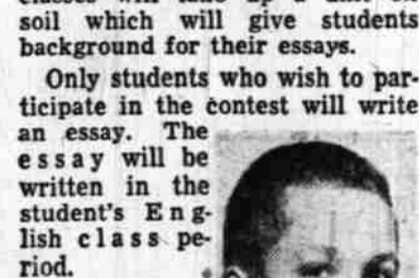 soil which will give students
background for their essays.
Only students who wish to par-
ticipate in the contest will write
an essay. The
essay will be
written in the
student's Eng-
lish class pe-
riod.